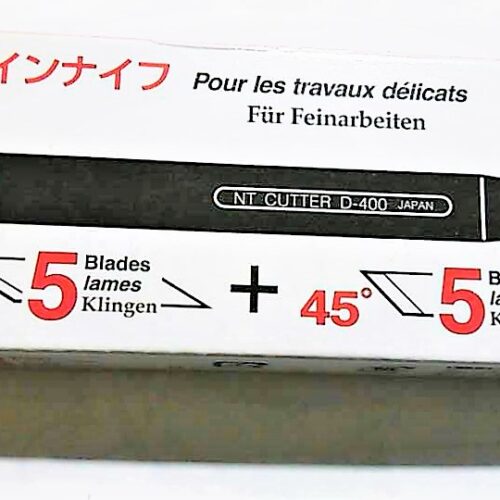 インナイフ
Pour les travaux délicats
Für Feinarbeiten
NT CUTTER D-400 JAPAN
5 Blades
lames
Klingen
+
45° 5